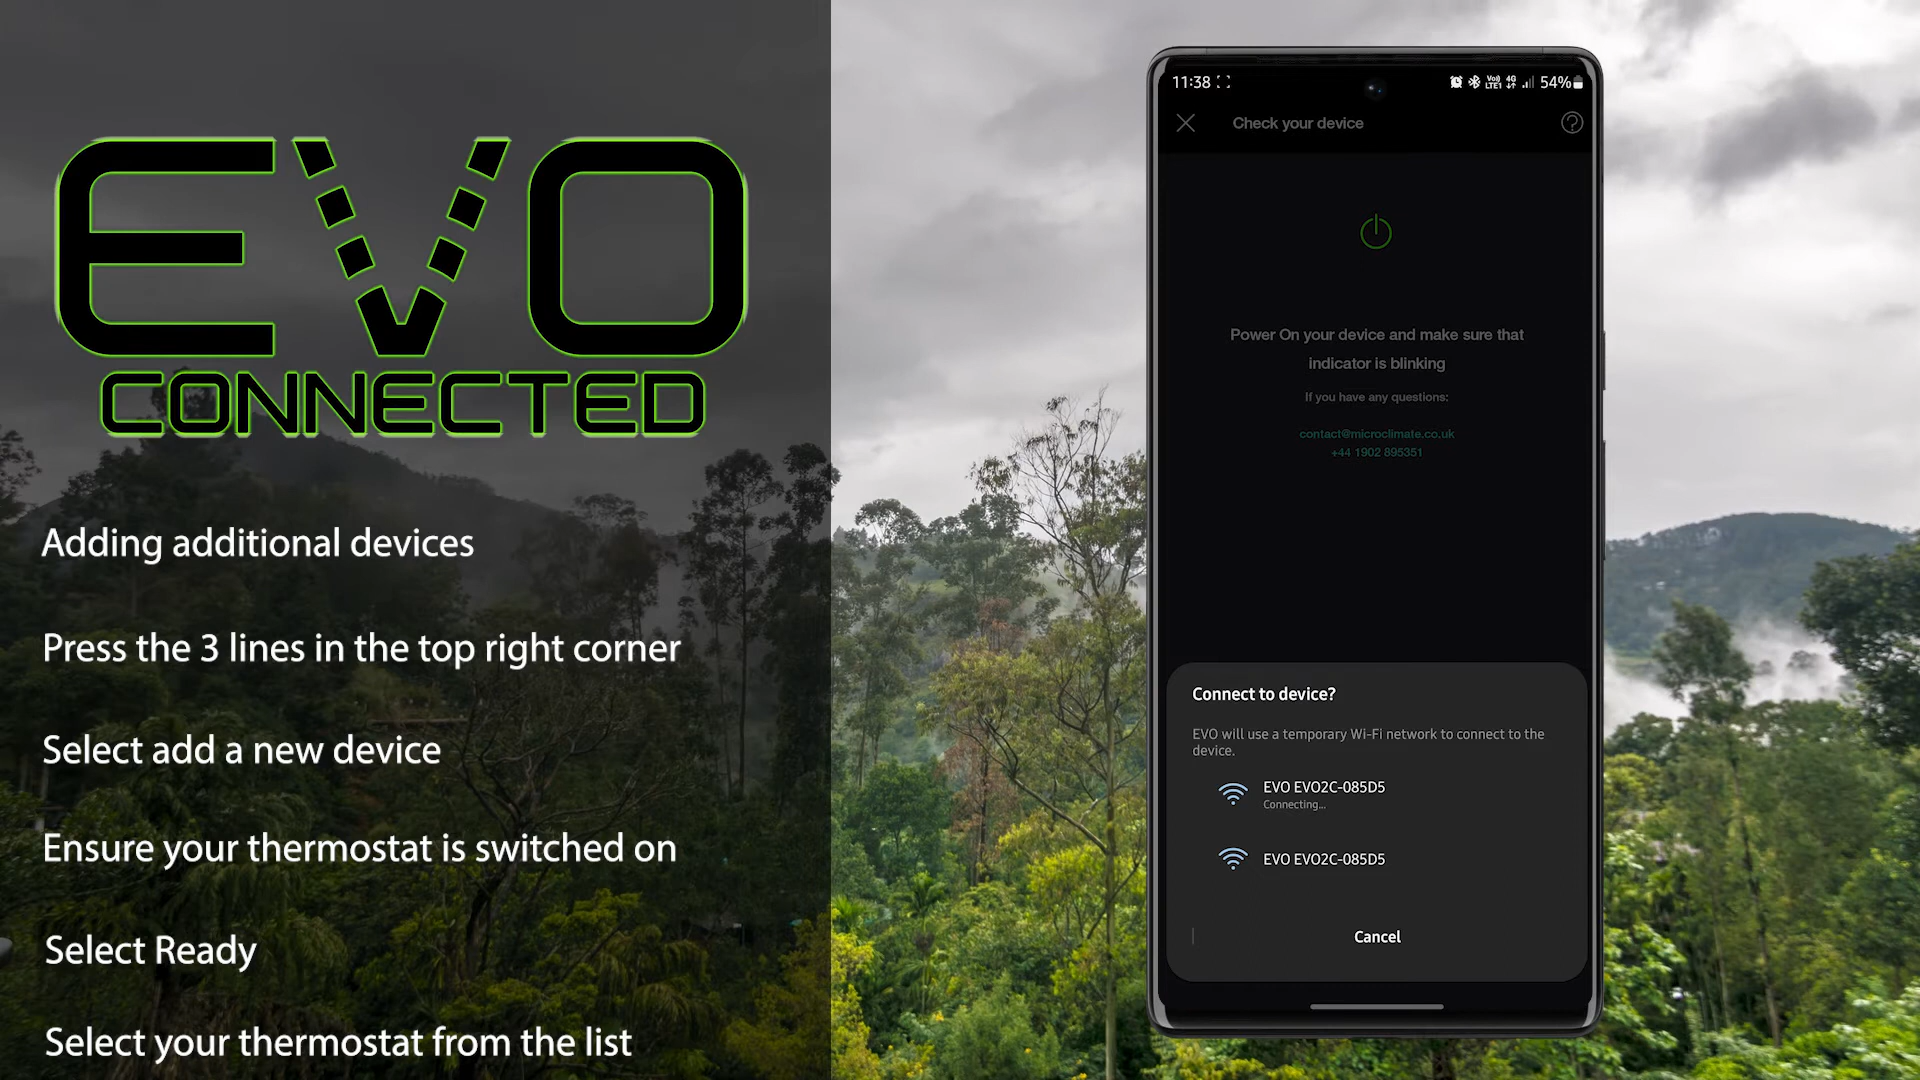 EVO
CONNECTED
Adding additional devices
Press the 3 lines in the top right corner
Select add a new device
Ensure your thermostat is switched on
Select Ready
Select your thermostat from the list
11:38
Vo)) LTE1 4G 54%
Check your device
Power On your device and make sure that
indicator is blinking
If you have any questions:
contact@microclimate.co.uk
+44 1902 895351
Connect to device?
EVO will use a temporary Wi-Fi network to connect to the
device.
EVO EVO2C-085D5
Connecting...
EVO EVO2C-085D5
Cancel